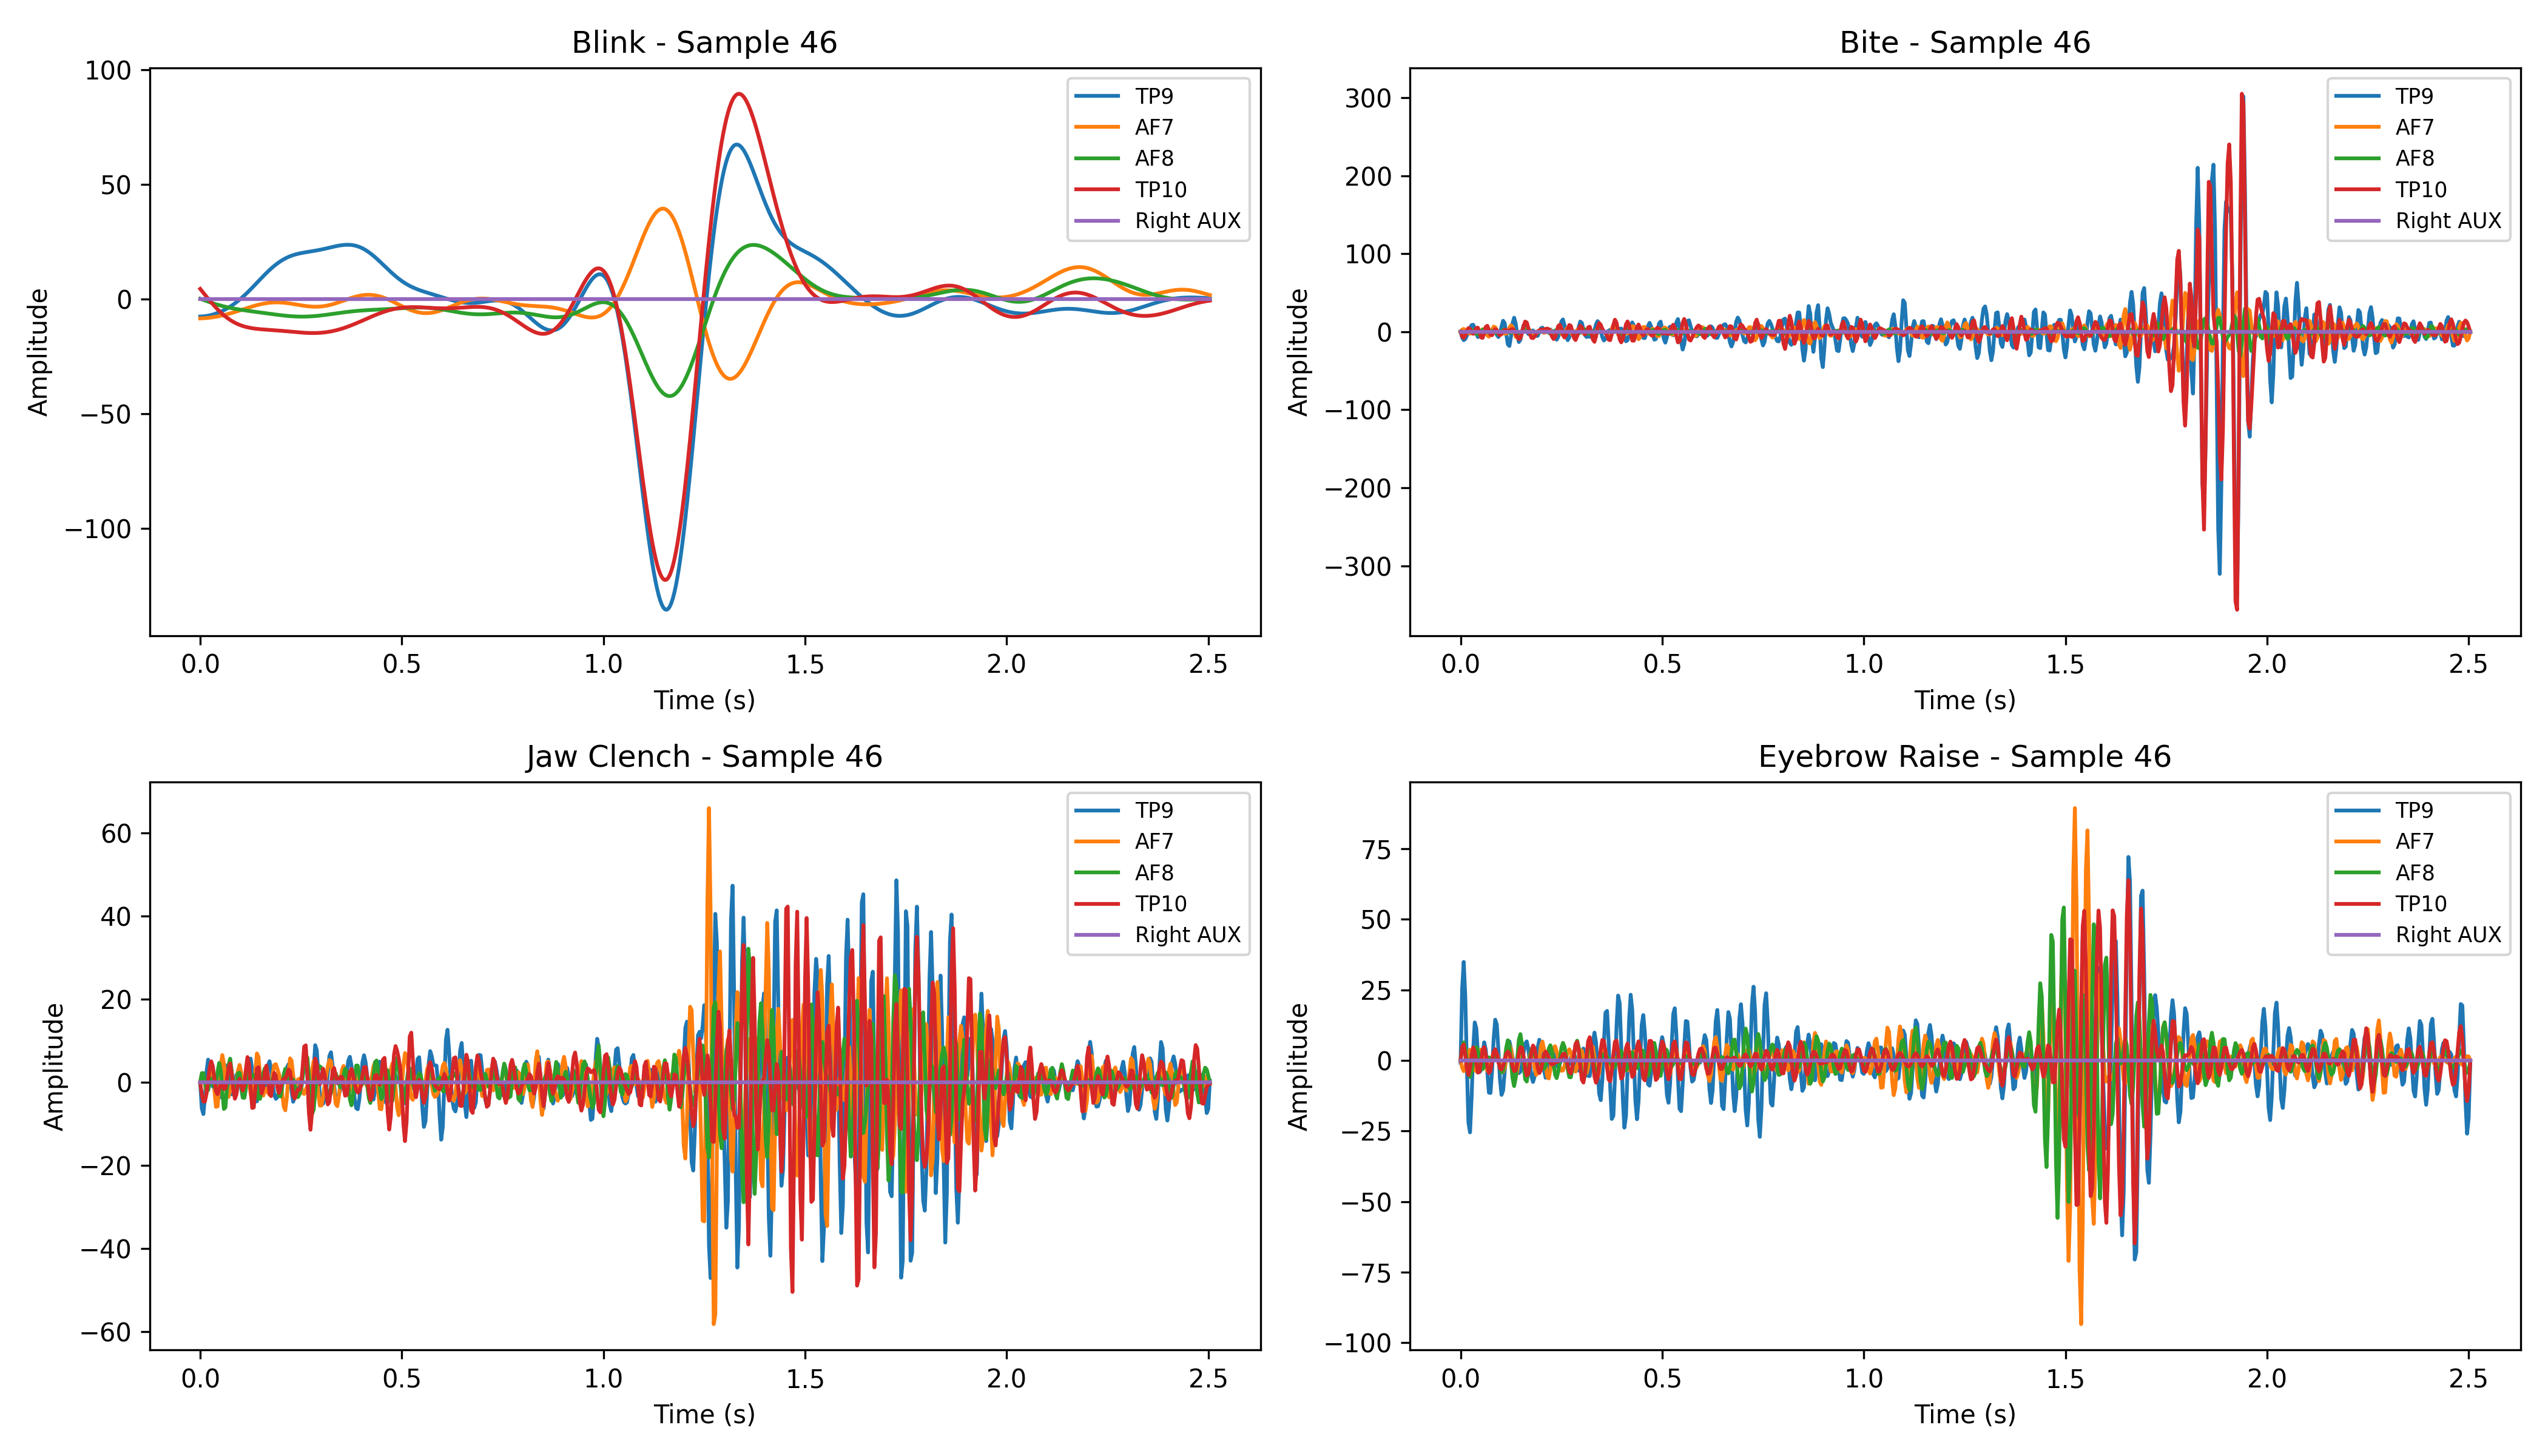 Blink - Sample 46
Amplitude
100
50
0
−50
−100
0.0 0.5 1.0 1.5 2.0 2.5
Time (s)
TP9
AF7
AF8
TP10
Right AUX
Bite - Sample 46
Amplitude
300
200
100
0
−100
−200
−300
0.0 0.5 1.0 1.5 2.0 2.5
Time (s)
TP9
AF7
AF8
TP10
Right AUX
Jaw Clench - Sample 46
Amplitude
60
40
20
0
−20
−40
−60
0.0 0.5 1.0 1.5 2.0 2.5
Time (s)
TP9
AF7
AF8
TP10
Right AUX
Eyebrow Raise - Sample 46
Amplitude
75
50
25
0
−25
−50
−75
−100
0.0 0.5 1.0 1.5 2.0 2.5
Time (s)
TP9
AF7
AF8
TP10
Right AUX